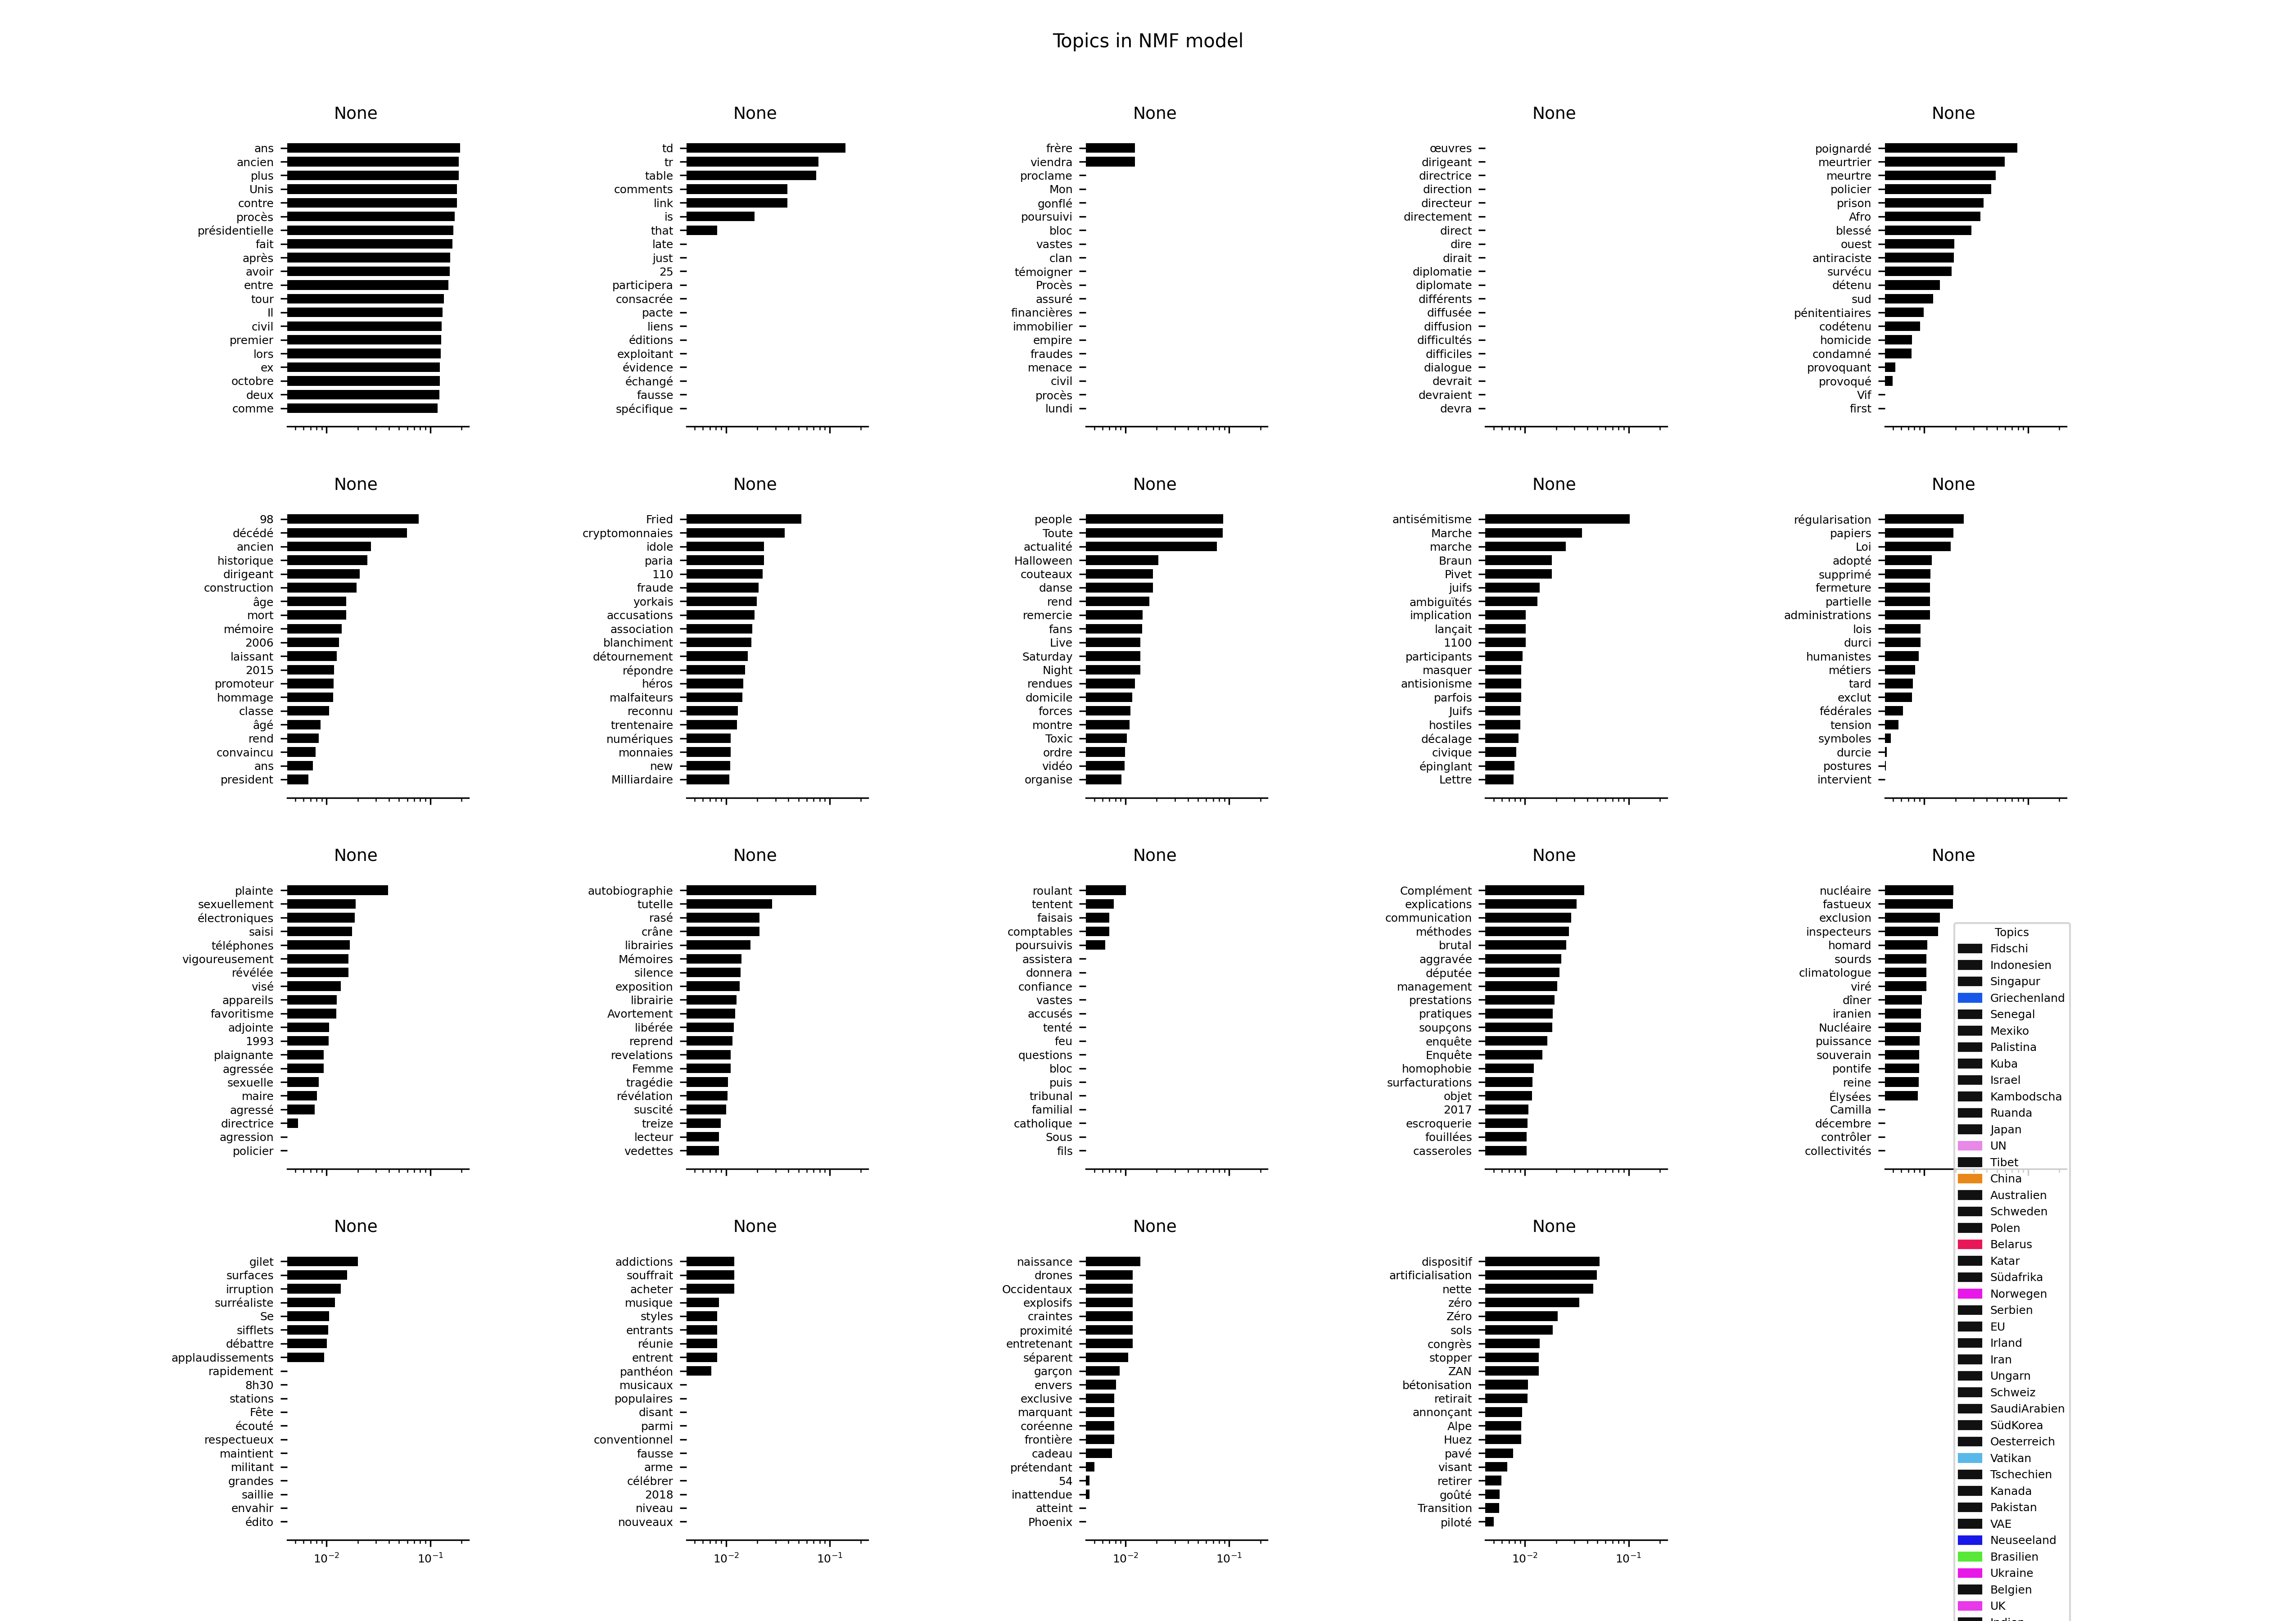 Topics in NMF model
None
ans
ancien
plus
Unis
contre
procès
présidentielle
fait
après
avoir
entre
tour
Il
civil
premier
lors
ex
octobre
deux
comme
None
td
tr
table
comments
link
is
that
late
just
25
participera
consacrée
pacte
liens
éditions
exploitant
évidence
échangé
fausse
spécifique
None
frère
viendra
proclame
Mon
gonflé
poursuivi
bloc
vastes
clan
témoigner
Procès
assuré
financières
immobilier
empire
fraudes
menace
civil
procès
lundi
None
œuvres
dirigeant
directrice
direction
directeur
directement
direct
dire
dirait
diplomatie
diplomate
différents
diffusée
diffusion
difficultés
difficiles
dialogue
devrait
devraient
devra
None
poignardé
meurtrier
meurtre
policier
prison
Afro
blessé
ouest
antiraciste
survécu
détenu
sud
pénitentiaires
codétenu
homicide
condamné
provoquant
provoqué
Vif
first
None
98
décédé
ancien
historique
dirigeant
construction
âge
mort
mémoire
2006
laissant
2015
promoteur
hommage
classe
âgé
rend
convaincu
ans
president
None
Fried
cryptomonnaies
idole
paria
110
fraude
yorkais
accusations
association
blanchiment
détournement
répondre
héros
malfaiteurs
reconnu
trentenaire
numériques
monnaies
new
Milliardaire
None
people
Toute
actualité
Halloween
couteaux
danse
rend
remercie
fans
Live
Saturday
Night
rendues
domicile
forces
montre
Toxic
ordre
vidéo
organise
None
antisémitisme
Marche
marche
Braun
Pivet
juifs
ambiguïtés
implication
lançait
1100
participants
masquer
antisionisme
parfois
Juifs
hostiles
décalage
civique
épinglant
Lettre
None
régularisation
papiers
Loi
adopté
supprimé
fermeture
partielle
administrations
lois
durci
humanistes
métiers
tard
exclut
fédérales
tension
symboles
durcie
postures
intervient
None
plainte
sexuellement
électroniques
saisi
téléphones
vigoureusement
révélée
visé
appareils
favoritisme
adjointe
1993
plaignante
agressée
sexuelle
maire
agressé
directrice
agression
policier
None
autobiographie
tutelle
rasé
crâne
librairies
Mémoires
silence
exposition
librairie
Avortement
libérée
reprend
revelations
Femme
tragédie
révélation
suscité
treize
lecteur
vedettes
None
roulant
tentent
faisais
comptables
poursuivis
assistera
donnera
confiance
vastes
accusés
tenté
feu
questions
bloc
puis
tribunal
familial
catholique
Sous
fils
None
Complément
explications
communication
méthodes
brutal
aggravée
députée
management
prestations
pratiques
soupçons
enquête
Enquête
homophobie
surfacturations
objet
2017
escroquerie
fouillées
casseroles
None
nucléaire
fastueux
exclusion
inspecteurs
homard
sourds
climatologue
viré
dîner
iranien
Nucléaire
puissance
souverain
pontife
reine
Élysées
Camilla
décembre
contrôler
collectivités
None
gilet
surfaces
irruption
surréaliste
Se
sifflets
débattre
applaudissements
rapidement
8h30
stations
Fête
écouté
respectueux
maintient
militant
grandes
saillie
envahir
édito
10⁻² 10⁻¹
None
addictions
souffrait
acheter
musique
styles
entrants
réunie
entrent
panthéon
musicaux
populaires
disant
parmi
conventionnel
fausse
arme
célébrer
2018
niveau
nouveaux
10⁻² 10⁻¹
None
naissance
drones
Occidentaux
explosifs
craintes
proximité
entretenant
séparent
garçon
envers
exclusive
marquant
coréenne
frontière
cadeau
prétendant
54
inattendue
atteint
Phoenix
10⁻² 10⁻¹
None
dispositif
artificialisation
nette
zéro
Zéro
sols
congrès
stopper
ZAN
bétonisation
retirait
annonçant
Alpe
Huez
pavé
visant
retirer
goûté
Transition
piloté
10⁻² 10⁻¹
Topics
Fidschi
Indonesien
Singapur
Griechenland
Senegal
Mexiko
Palistina
Kuba
Israel
Kambodscha
Ruanda
Japan
UN
Tibet
China
Australien
Schweden
Polen
Belarus
Katar
Südafrika
Norwegen
Serbien
EU
Irland
Iran
Ungarn
Schweiz
SaudiArabien
SüdKorea
Oesterreich
Vatikan
Tschechien
Kanada
Pakistan
VAE
Neuseeland
Brasilien
Ukraine
Belgien
UK